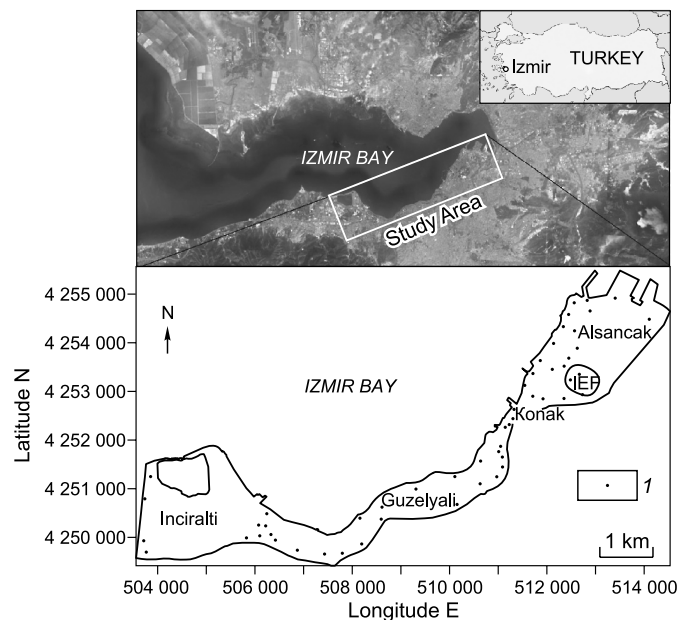 TURKEY
Izmir
IZMIR BAY
Study Area
4 255 000
4 254 000
4 253 000
4 252 000
4 251 000
4 250 000
Latitude N
N
IZMIR BAY
Alsancak
IEF
Konak
Guzelyali
Inciralti
1
1 km
504 000
506 000
508 000
510 000
512 000
514 000
Longitude E